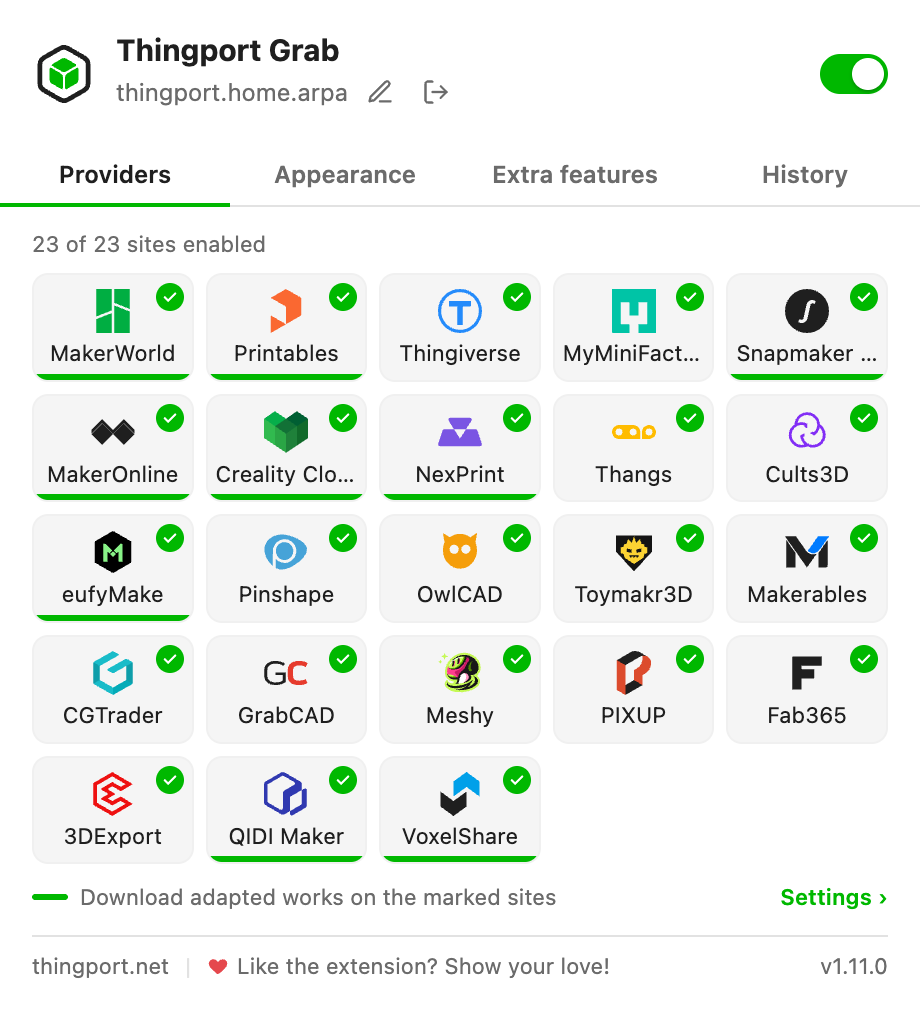 Thingport Grab
thingport.home.arpa
Providers Appearance Extra features History
23 of 23 sites enabled
MakerWorld Printables Thingiverse MyMiniFact... Snapmaker ...
MakerOnline Creality Clo... NexPrint Thangs Cults3D
eufyMake Pinshape OwlCAD Toymakr3D Makerables
GC
CGTrader GrabCAD Meshy PIXUP Fab365
3DExport QIDI Maker VoxelShare
Download adapted works on the marked sites Settings ›
thingport.net | Like the extension? Show your love! v1.11.0